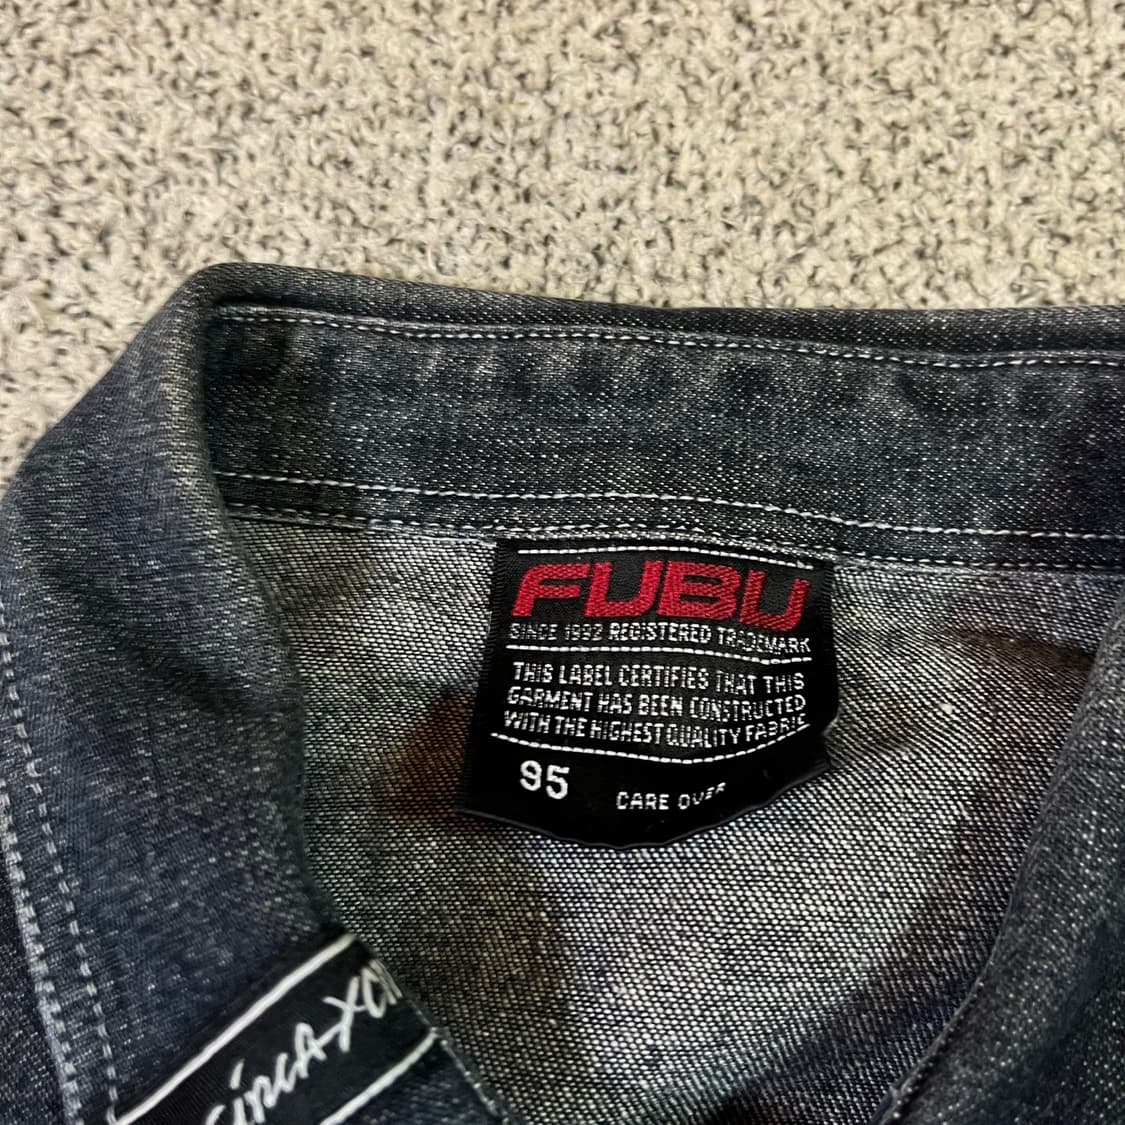 FUBU
SINCE 1992 REGISTERED TRADEMARK
THIS LABEL CERTIFIES THAT THIS
GARMENT HAS BEEN CONSTRUCTED
WITH THE HIGHEST QUALITY FABRIC
95 CARE OVER